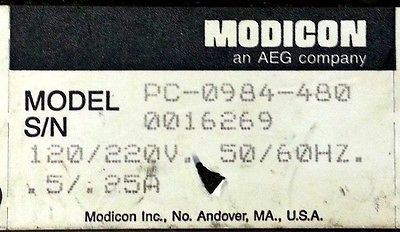 MODICON
an AEG company
MODEL PC-0984-480
S/N 0016269
120/220V. 50/60HZ.
.5/.25A
Modicon Inc., No. Andover, MA., U.S.A.